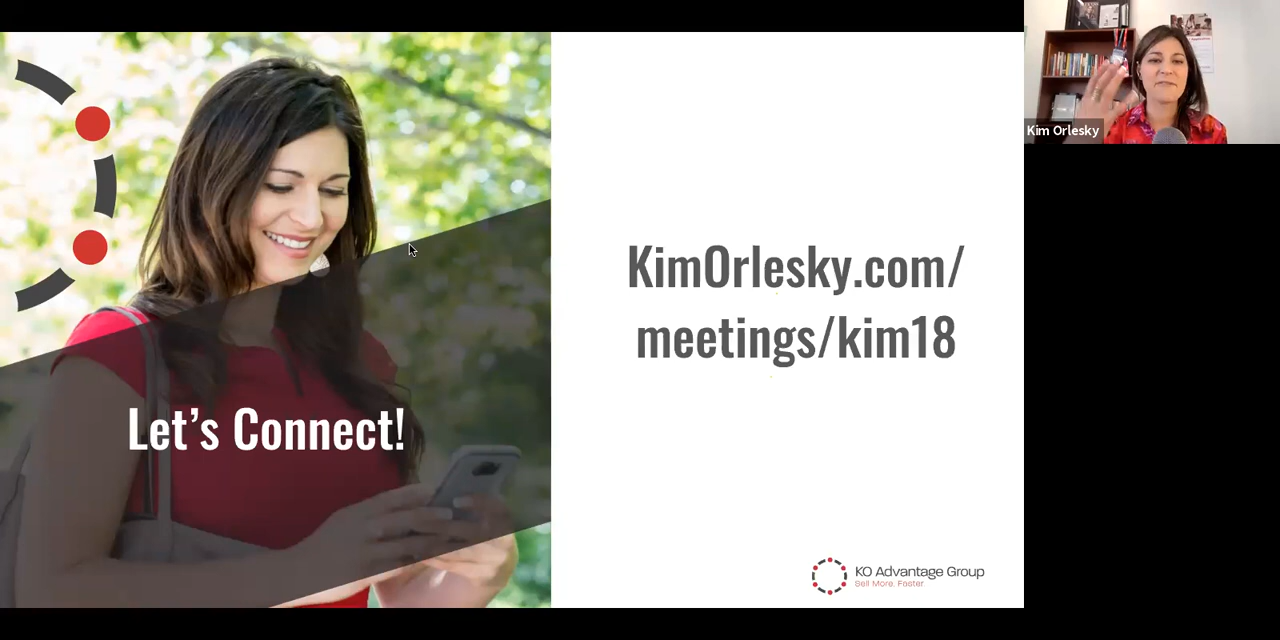 Kim Orlesky
KimOrlesky.com/
meetings/kim18
Let's Connect!
KO Advantage Group
Sell More. Faster.